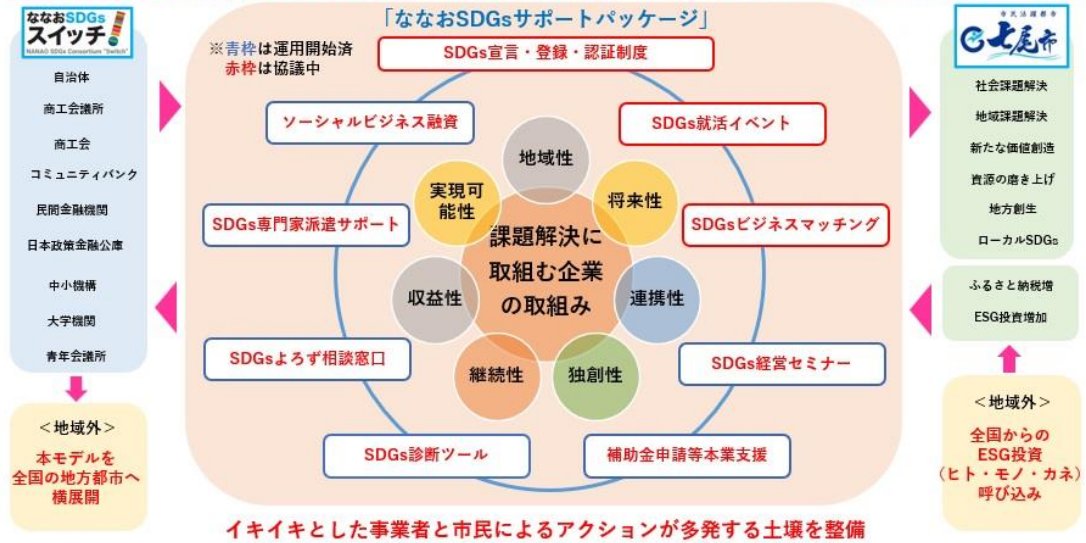 ななおSDGs
スイッチ
NANAO SDGs Consortium "Switch"
自治体
商工会議所
商工会
コミュニティバンク
民間金融機関
日本政策金融公庫
中小機構
大学機関
青年会議所
＜地域外＞
本モデルを
全国の地方都市へ
横展開
「ななおSDGsサポートパッケージ」
※青枠は運用開始済
赤枠は協議中
SDGs宣言・登録・認証制度
ソーシャルビジネス融資
SDGs就活イベント
SDGs専門家派遣サポート
SDGsビジネスマッチング
SDGsよろず相談窓口
SDGs経営セミナー
SDGs診断ツール
補助金申請等本業支援
地域性
実現可
能性
将来性
収益性
連携性
継続性
独創性
課題解決に
取組む企業
の取組み
市民活躍都市
七尾市
社会課題解決
地域課題解決
新たな価値創造
資源の磨き上げ
地方創生
ローカルSDGs
ふるさと納税増
ESG投資増加
＜地域外＞
全国からの
ESG投資
（ヒト・モノ・カネ）
呼び込み
イキイキとした事業者と市民によるアクションが多発する土壌を整備